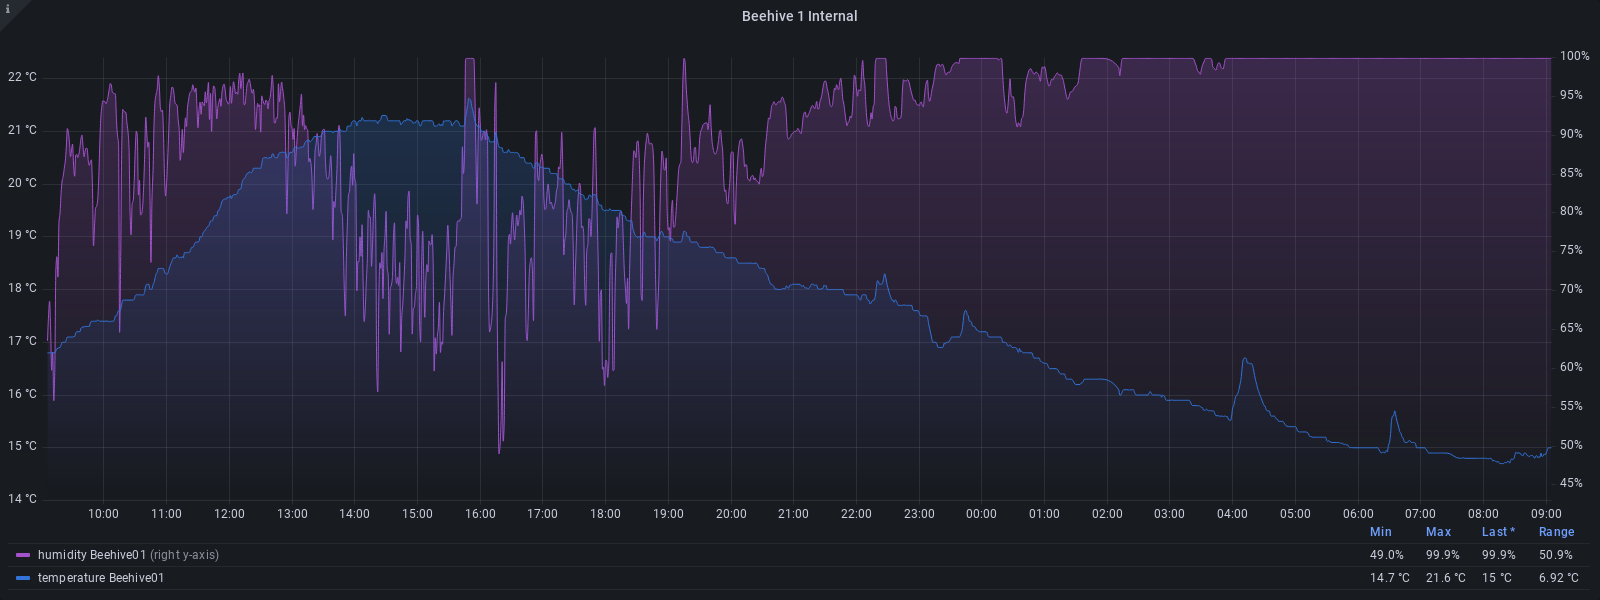 i
Beehive 1 Internal
22 °C
21 °C
20 °C
19 °C
18 °C
17 °C
16 °C
15 °C
14 °C
100%
95%
90%
85%
80%
75%
70%
65%
60%
55%
50%
45%
10:00 11:00 12:00 13:00 14:00 15:00 16:00 17:00 18:00 19:00 20:00 21:00 22:00 23:00 00:00 01:00 02:00 03:00 04:00 05:00 06:00 07:00 08:00 09:00
Min Max Last * Range
humidity Beehive01 (right y-axis) 49.0% 99.9% 99.9% 50.9%
temperature Beehive01 14.7 °C 21.6 °C 15 °C 6.92 °C